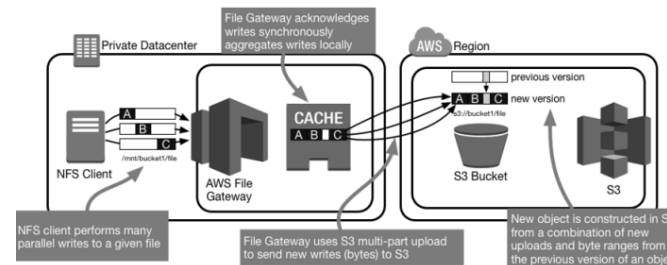 File Gateway acknowledges
writes synchronously
aggregates writes locally
Private Datacenter
AWS
Region
previous version
A B C
new version
s3://bucket1/file
A
B
C
/mnt/bucket1/file
NFS Client
AWS File
Gateway
CACHE
A B C
S3 Bucket
S3
NFS client performs many
parallel writes to a given file
File Gateway uses S3 multi-part upload
to send new writes (bytes) to S3
New object is constructed in S
from a combination of new
uploads and byte ranges from
the previous version of an obje